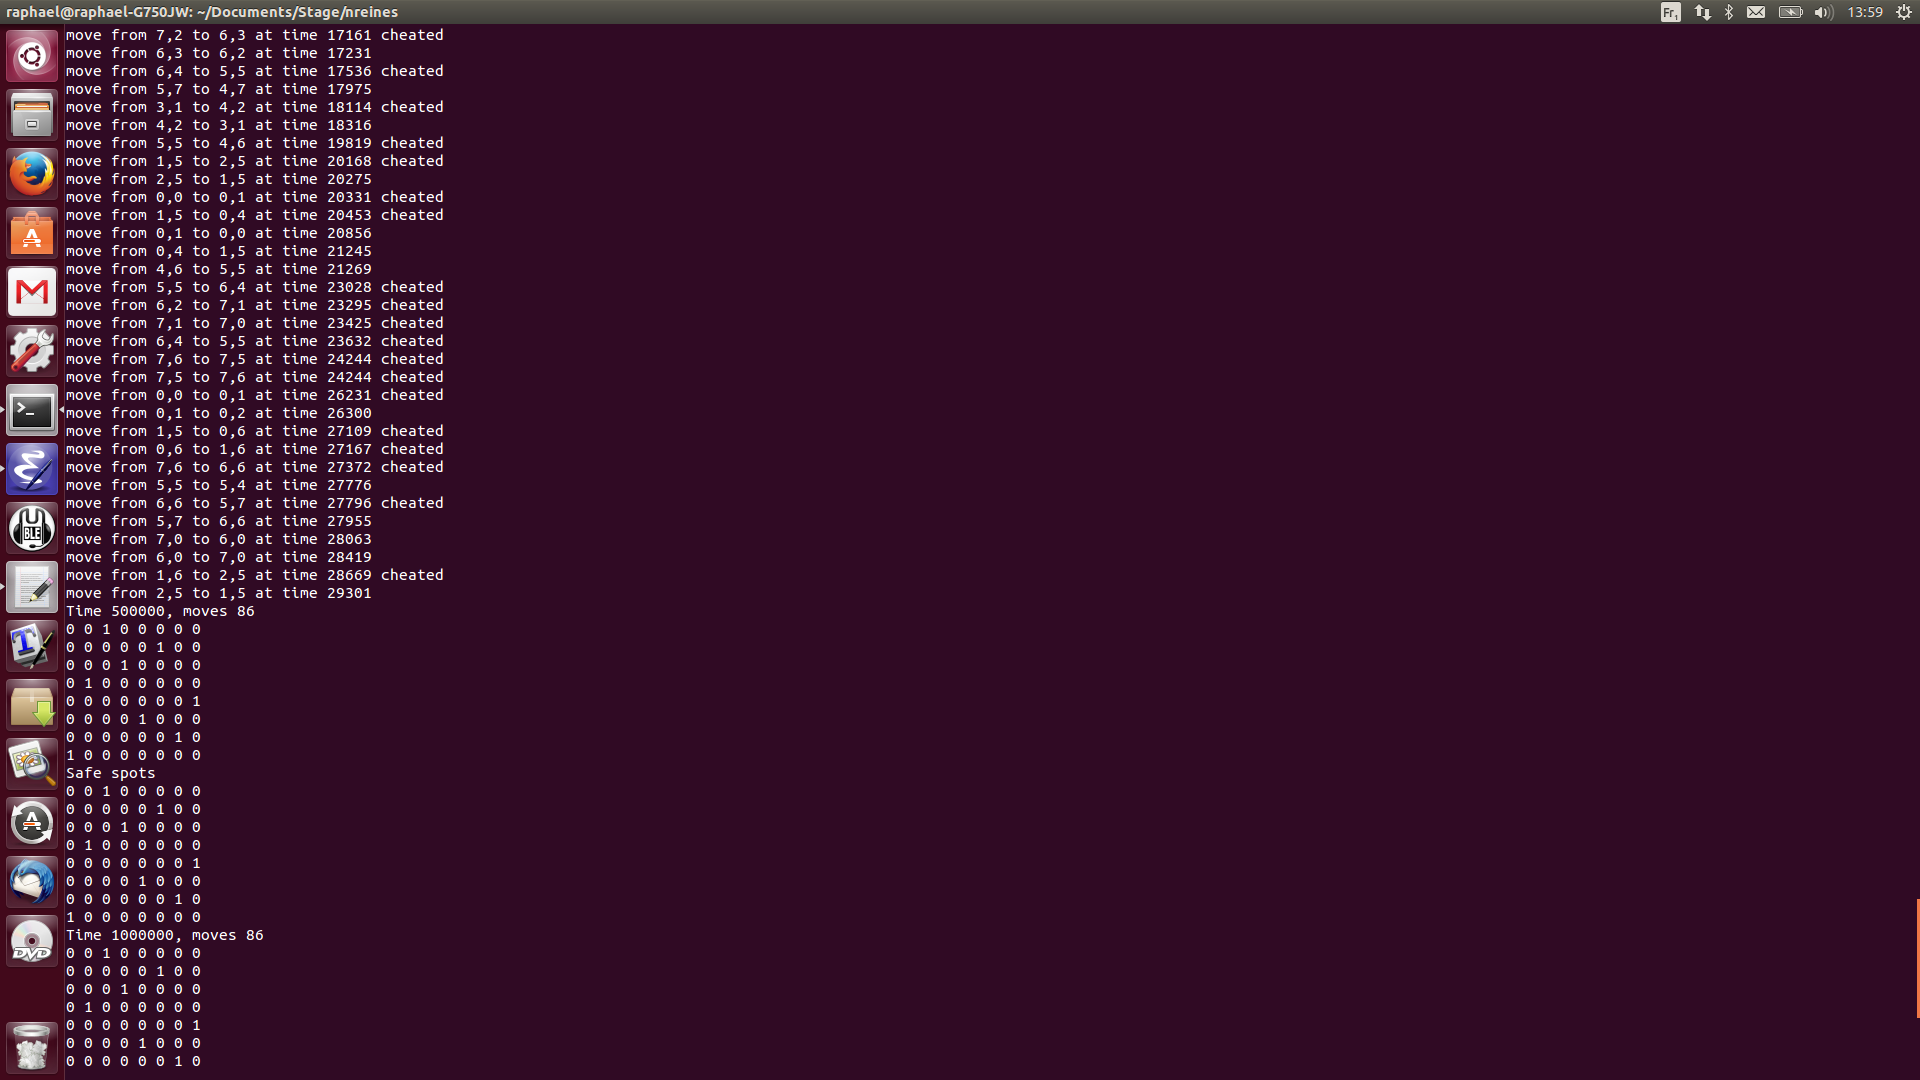 raphael@raphael-G750JW: ~/Documents/Stage/nreines
Fr1 13:59
move from 7,2 to 6,3 at time 17161 cheated
move from 6,3 to 6,2 at time 17231
move from 6,4 to 5,5 at time 17536 cheated
move from 5,7 to 4,7 at time 17975
move from 3,1 to 4,2 at time 18114 cheated
move from 4,2 to 3,1 at time 18316
move from 5,5 to 4,6 at time 19819 cheated
move from 1,5 to 2,5 at time 20168 cheated
move from 2,5 to 1,5 at time 20275
move from 0,0 to 0,1 at time 20331 cheated
move from 1,5 to 0,4 at time 20453 cheated
move from 0,1 to 0,0 at time 20856
move from 0,4 to 1,5 at time 21245
move from 4,6 to 5,5 at time 21269
move from 5,5 to 6,4 at time 23028 cheated
move from 6,2 to 7,1 at time 23295 cheated
move from 7,1 to 7,0 at time 23425 cheated
move from 6,4 to 5,5 at time 23632 cheated
move from 7,6 to 7,5 at time 24244 cheated
move from 7,5 to 7,6 at time 24244 cheated
move from 0,0 to 0,1 at time 26231 cheated
move from 0,1 to 0,2 at time 26300
move from 1,5 to 0,6 at time 27109 cheated
move from 0,6 to 1,6 at time 27167 cheated
move from 7,6 to 6,6 at time 27372 cheated
move from 5,5 to 5,4 at time 27776
move from 6,6 to 5,7 at time 27796 cheated
move from 5,7 to 6,6 at time 27955
move from 7,0 to 6,0 at time 28063
move from 6,0 to 7,0 at time 28419
move from 1,6 to 2,5 at time 28669 cheated
move from 2,5 to 1,5 at time 29301
Time 500000, moves 86
0 0 1 0 0 0 0 0
0 0 0 0 0 1 0 0
0 0 0 1 0 0 0 0
0 1 0 0 0 0 0 0
0 0 0 0 0 0 0 1
0 0 0 0 1 0 0 0
0 0 0 0 0 0 1 0
1 0 0 0 0 0 0 0
Safe spots
0 0 1 0 0 0 0 0
0 0 0 0 0 1 0 0
0 0 0 1 0 0 0 0
0 1 0 0 0 0 0 0
0 0 0 0 0 0 0 1
0 0 0 0 1 0 0 0
0 0 0 0 0 0 1 0
1 0 0 0 0 0 0 0
Time 1000000, moves 86
0 0 1 0 0 0 0 0
0 0 0 0 0 1 0 0
0 0 0 1 0 0 0 0
0 1 0 0 0 0 0 0
0 0 0 0 0 0 0 1
0 0 0 0 1 0 0 0
0 0 0 0 0 0 1 0
U
BLE
DVD